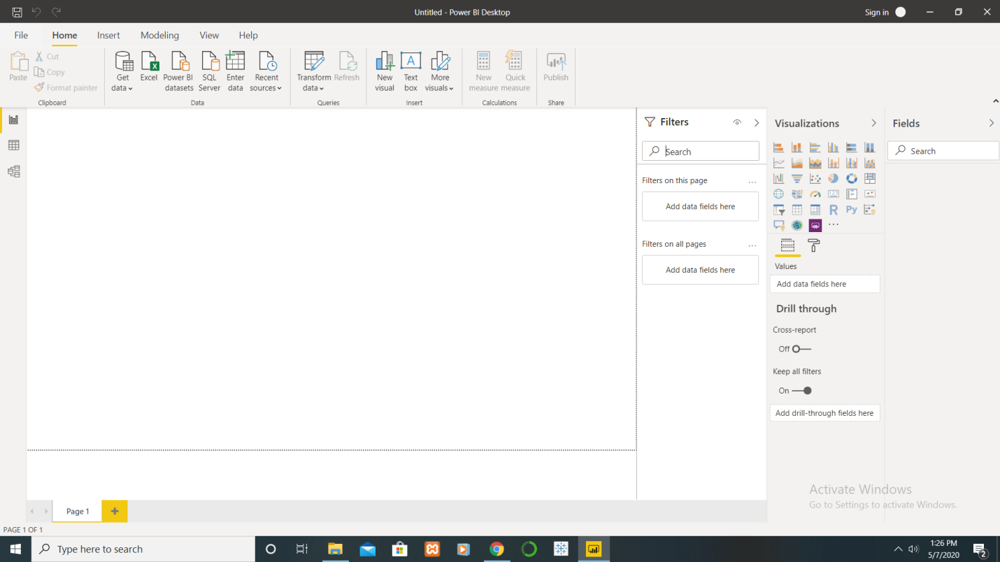 Untitled - Power BI Desktop
Sign in
File Home Insert Modeling View Help
Paste
Cut
Copy
Format painter
Clipboard
Get data
Excel
Power BI datasets
SQL Server
Enter data
Recent sources
Data
Transform data
Refresh
Queries
New visual
Text box
More visuals
Insert
New measure
Quick measure
Calculations
Publish
Share
Filters
Search
Filters on this page
...
Add data fields here
Filters on all pages
...
Add data fields here
Visualizations
123
R
Py
...
Values
Add data fields here
Drill through
Cross-report
Off
Keep all filters
On
Add drill-through fields here
Fields
Search
Activate Windows
Go to Settings to activate Windows.
Page 1
PAGE 1 OF 1
Type here to search
1:26 PM
5/7/2020
2